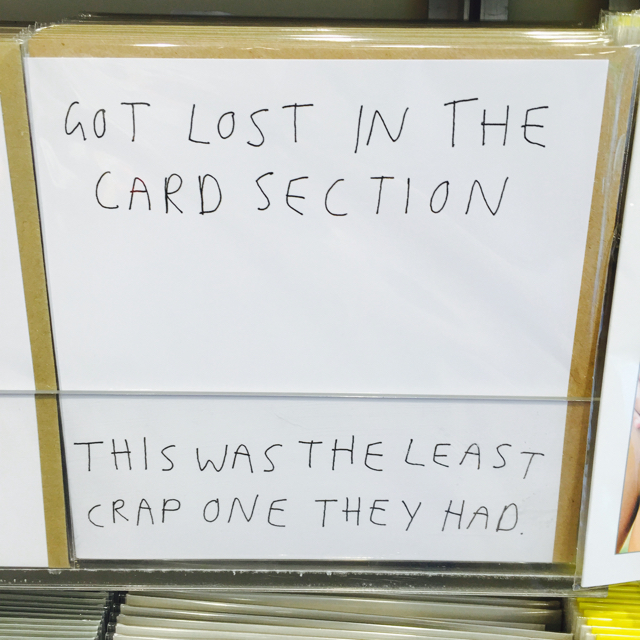 GOT LOST IN THE
CARD SECTION
THIS WAS THE LEAST
CRAP ONE THEY HAD.